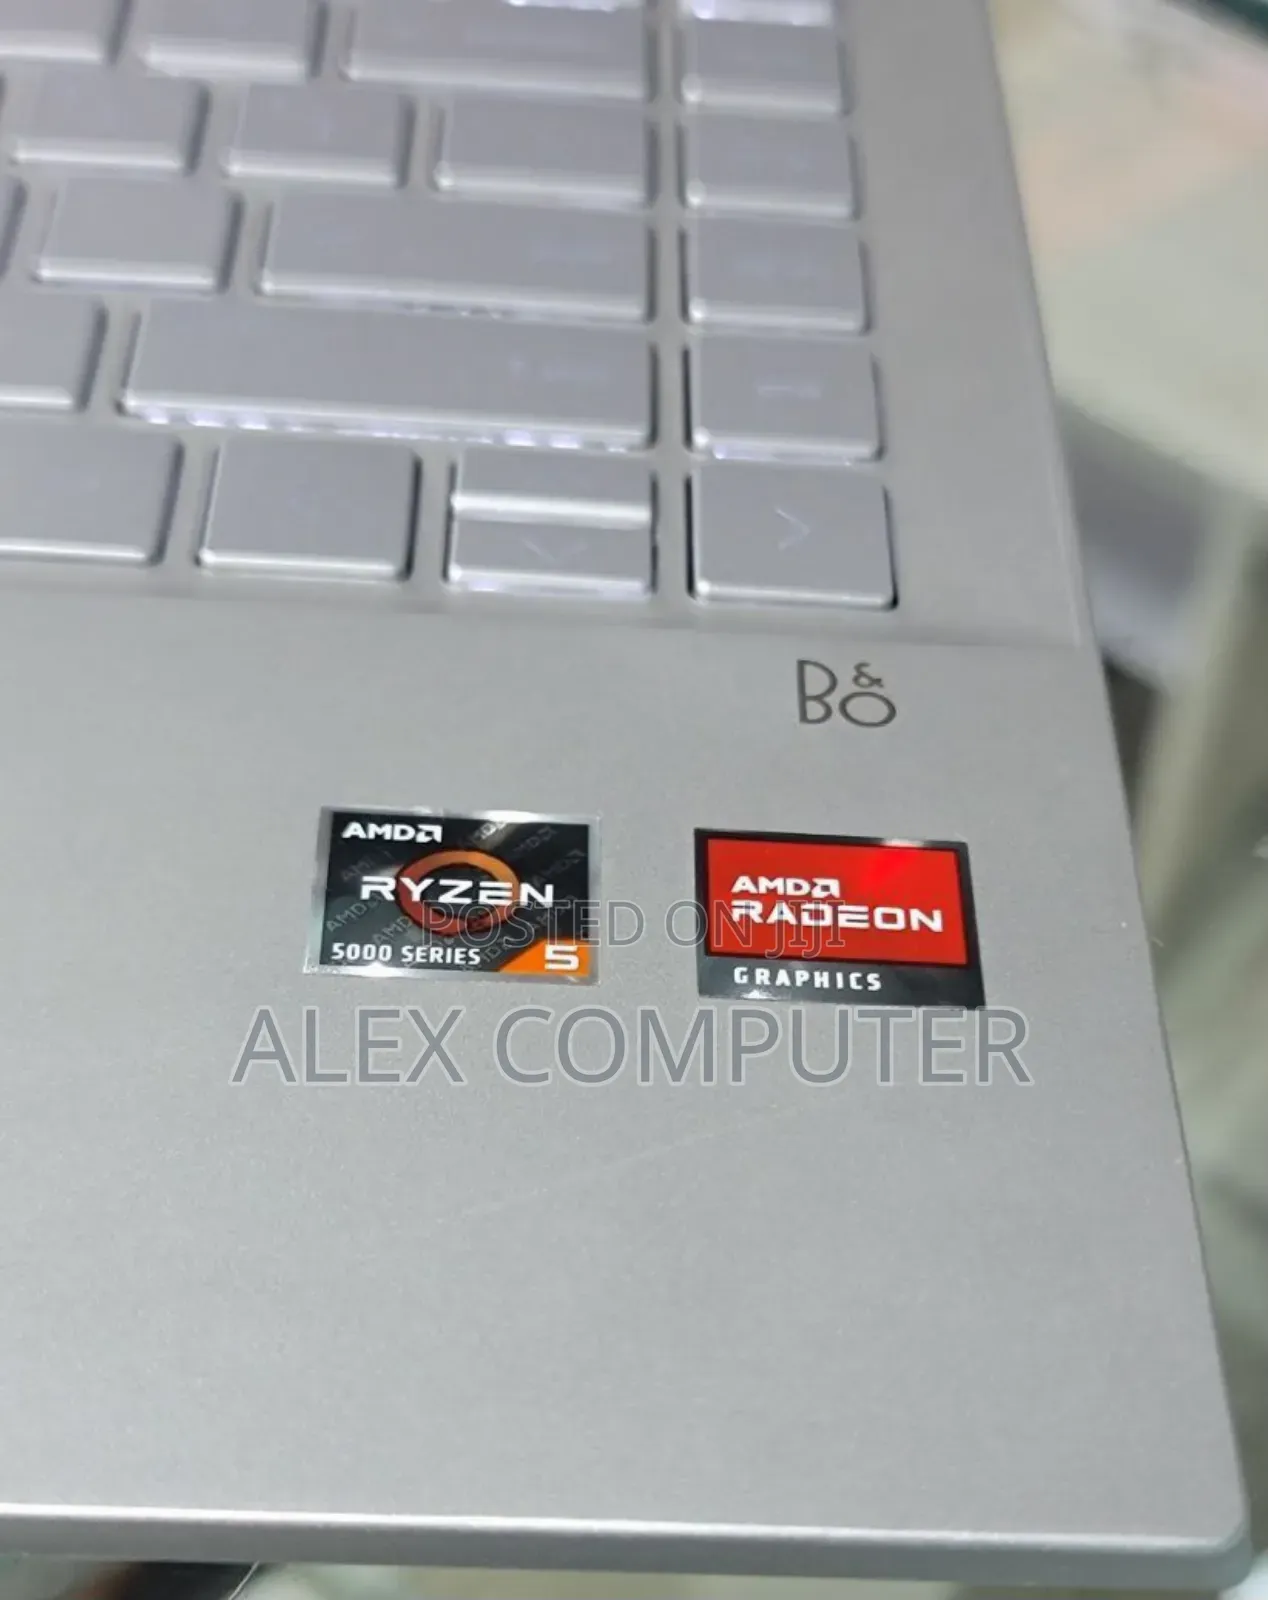 B&O
AMD
RYZEN
5000 SERIES
5
AMD
RADEON
GRAPHICS
POSTED ON JIJI
ALEX COMPUTER